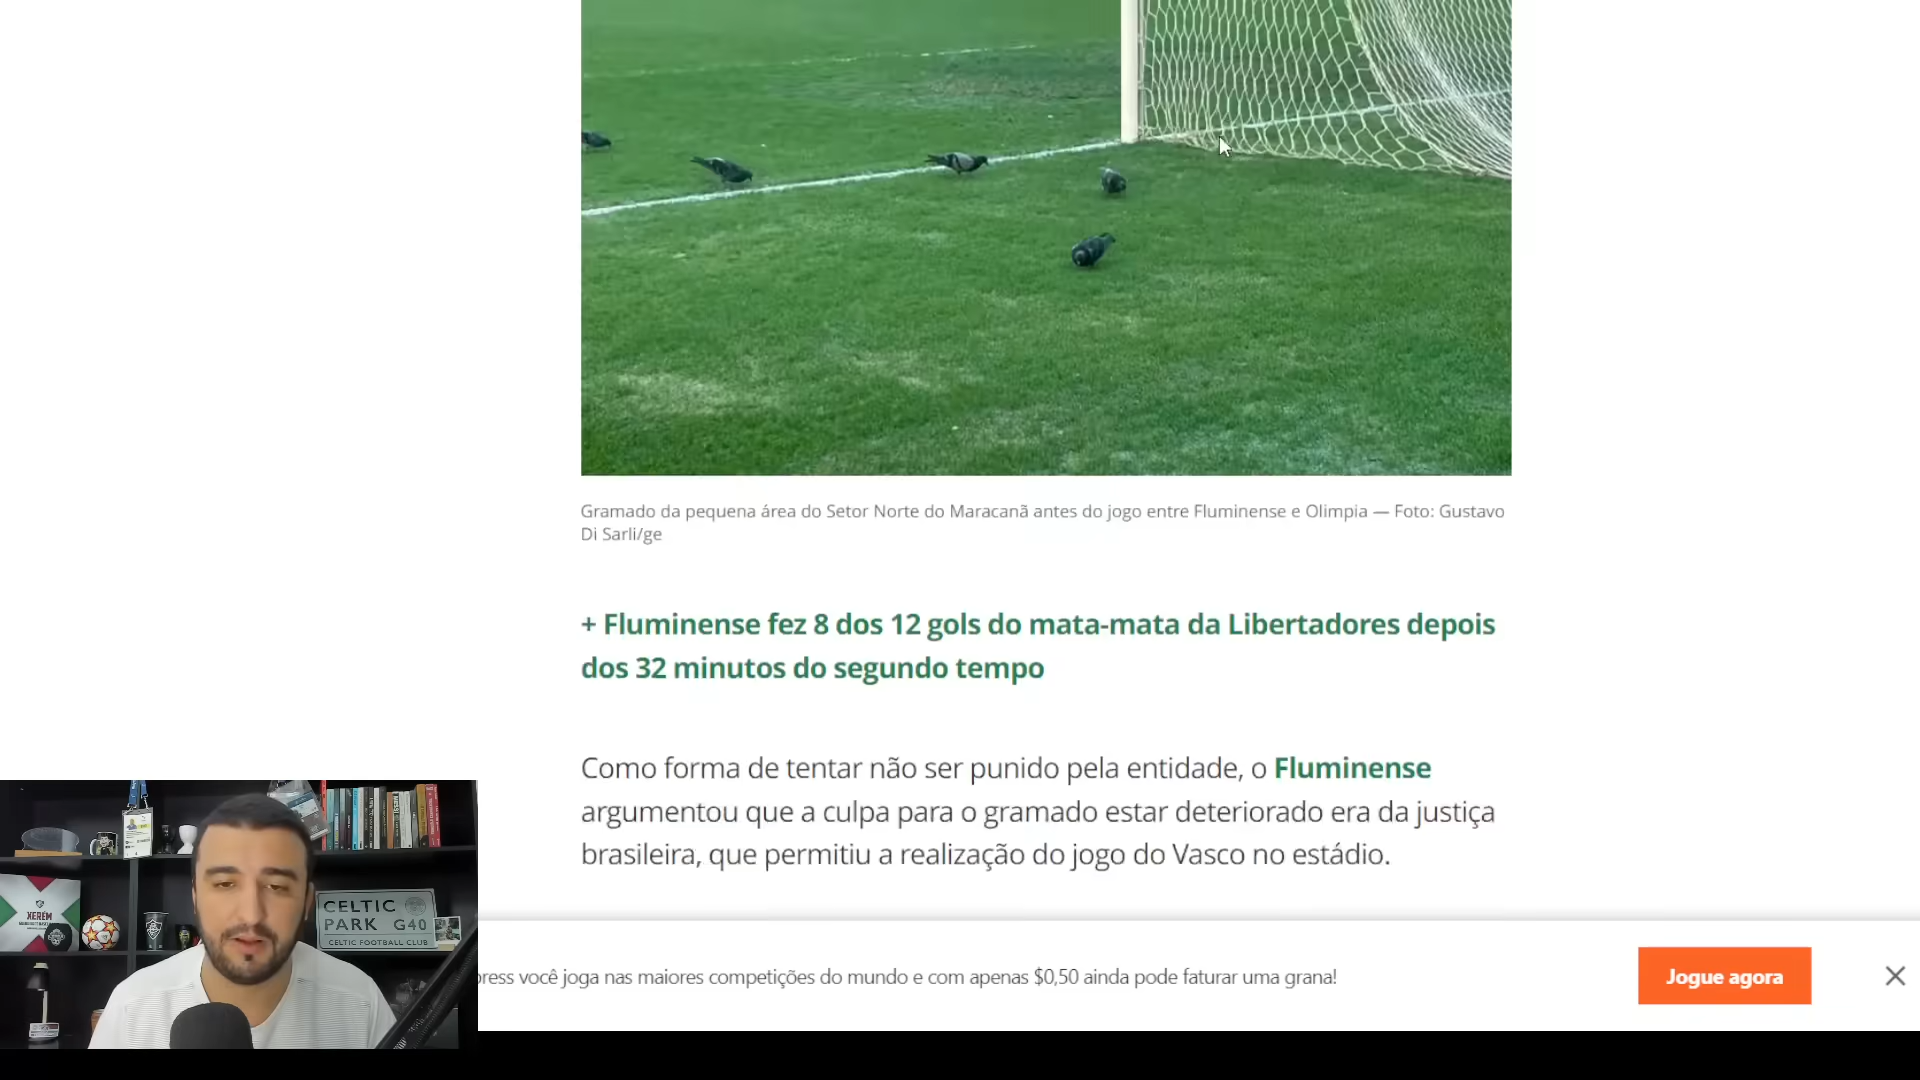 Gramado da pequena área do Setor Norte do Maracanã antes do jogo entre Fluminense e Olimpia — Foto: Gustavo
Di Sarli/ge
+ Fluminense fez 8 dos 12 gols do mata-mata da Libertadores depois
dos 32 minutos do segundo tempo
Como forma de tentar não ser punido pela entidade, o Fluminense
argumentou que a culpa para o gramado estar deteriorado era da justiça
brasileira, que permitiu a realização do jogo do Vasco no estádio.
XERÉM
CELTIC
PARK G40
CELTIC FOOTBALL CLUB
press você joga nas maiores competições do mundo e com apenas $0,50 ainda pode faturar uma grana!
Jogue agora